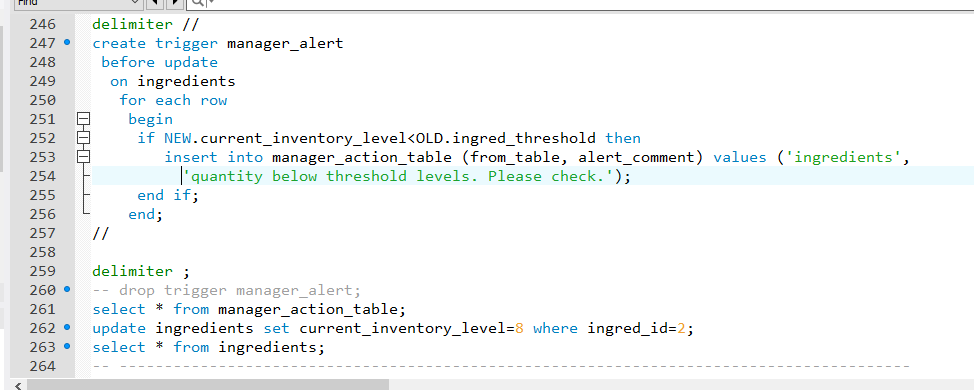 Find
246 delimiter //
247 create trigger manager_alert
248 before update
249 on ingredients
250 for each row
251 begin
252 if NEW.current_inventory_level<OLD.ingred_threshold then
253 insert into manager_action_table (from_table, alert_comment) values ('ingredients',
254 'quantity below threshold levels. Please check.');
255 end if;
256 end;
257 //
258
259 delimiter ;
260 -- drop trigger manager_alert;
261 select * from manager_action_table;
262 update ingredients set current_inventory_level=8 where ingred_id=2;
263 select * from ingredients;
264 -- ----------------------------------------------------------------------------------------